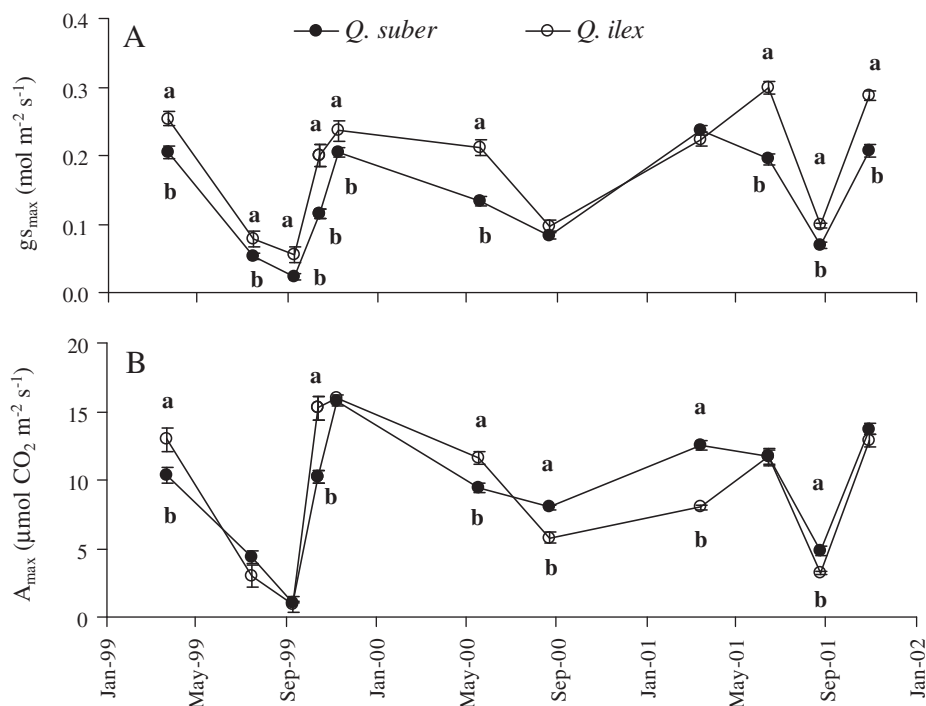 A
Q. suber
Q. ilex
gs_max (mol m⁻² s⁻¹)
0.4
0.3
0.2
0.1
0.0
a
a
a
a
a
a
a
a
a
b
b
b
b
b
b
b
b
b
B
A_max (µmol CO₂ m⁻² s⁻¹)
20
15
10
5
0
a
a
a
a
a
a
b
b
b
b
b
b
Jan-99
May-99
Sep-99
Jan-00
May-00
Sep-00
Jan-01
May-01
Sep-01
Jan-02